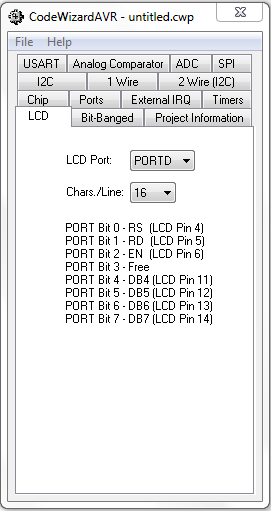 CodeWizardAVR - untitled.cwp
File Help
USART Analog Comparator ADC SPI
I2C 1 Wire 2 Wire (I2C)
Chip Ports External IRQ Timers
LCD Bit-Banged Project Information
LCD Port: PORTD
Chars./Line: 16
PORT Bit 0 - RS (LCD Pin 4)
PORT Bit 1 - RD (LCD Pin 5)
PORT Bit 2 - EN (LCD Pin 6)
PORT Bit 3 - Free
PORT Bit 4 - DB4 (LCD Pin 11)
PORT Bit 5 - DB5 (LCD Pin 12)
PORT Bit 6 - DB6 (LCD Pin 13)
PORT Bit 7 - DB7 (LCD Pin 14)